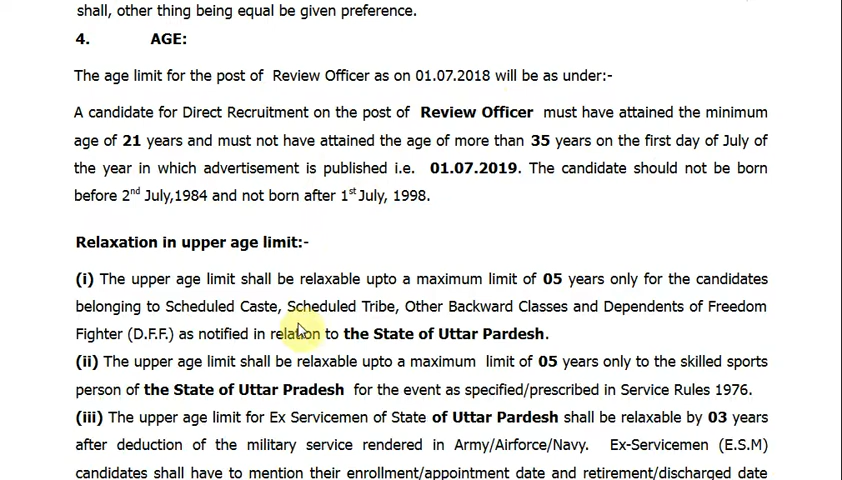 shall, other thing being equal be given preference.
4. AGE:
The age limit for the post of Review Officer as on 01.07.2018 will be as under:-
A candidate for Direct Recruitment on the post of Review Officer must have attained the minimum
age of 21 years and must not have attained the age of more than 35 years on the first day of July of
the year in which advertisement is published i.e. 01.07.2019. The candidate should not be born
before 2nd July,1984 and not born after 1st July, 1998.
Relaxation in upper age limit:-
(i) The upper age limit shall be relaxable upto a maximum limit of 05 years only for the candidates
belonging to Scheduled Caste, Scheduled Tribe, Other Backward Classes and Dependents of Freedom
Fighter (D.F.F.) as notified in relation to the State of Uttar Pardesh.
(ii) The upper age limit shall be relaxable upto a maximum limit of 05 years only to the skilled sports
person of the State of Uttar Pradesh for the event as specified/prescribed in Service Rules 1976.
(iii) The upper age limit for Ex Servicemen of State of Uttar Pardesh shall be relaxable by 03 years
after deduction of the military service rendered in Army/Airforce/Navy. Ex-Servicemen (E.S.M)
candidates shall have to mention their enrollment/appointment date and retirement/discharged date